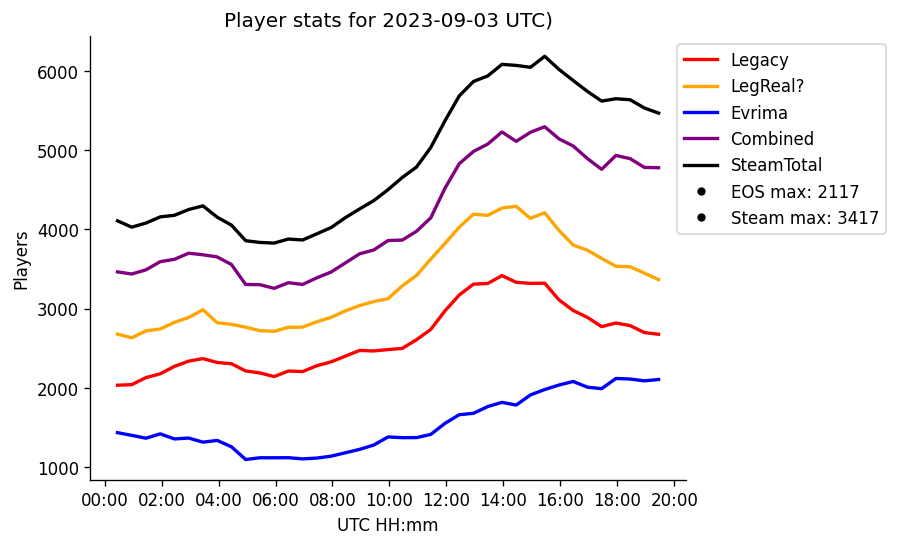 Player stats for 2023-09-03 UTC)
Players
6000
5000
4000
3000
2000
1000
00:00 02:00 04:00 06:00 08:00 10:00 12:00 14:00 16:00 18:00 20:00
UTC HH:mm
Legacy
LegReal?
Evrima
Combined
SteamTotal
EOS max: 2117
Steam max: 3417